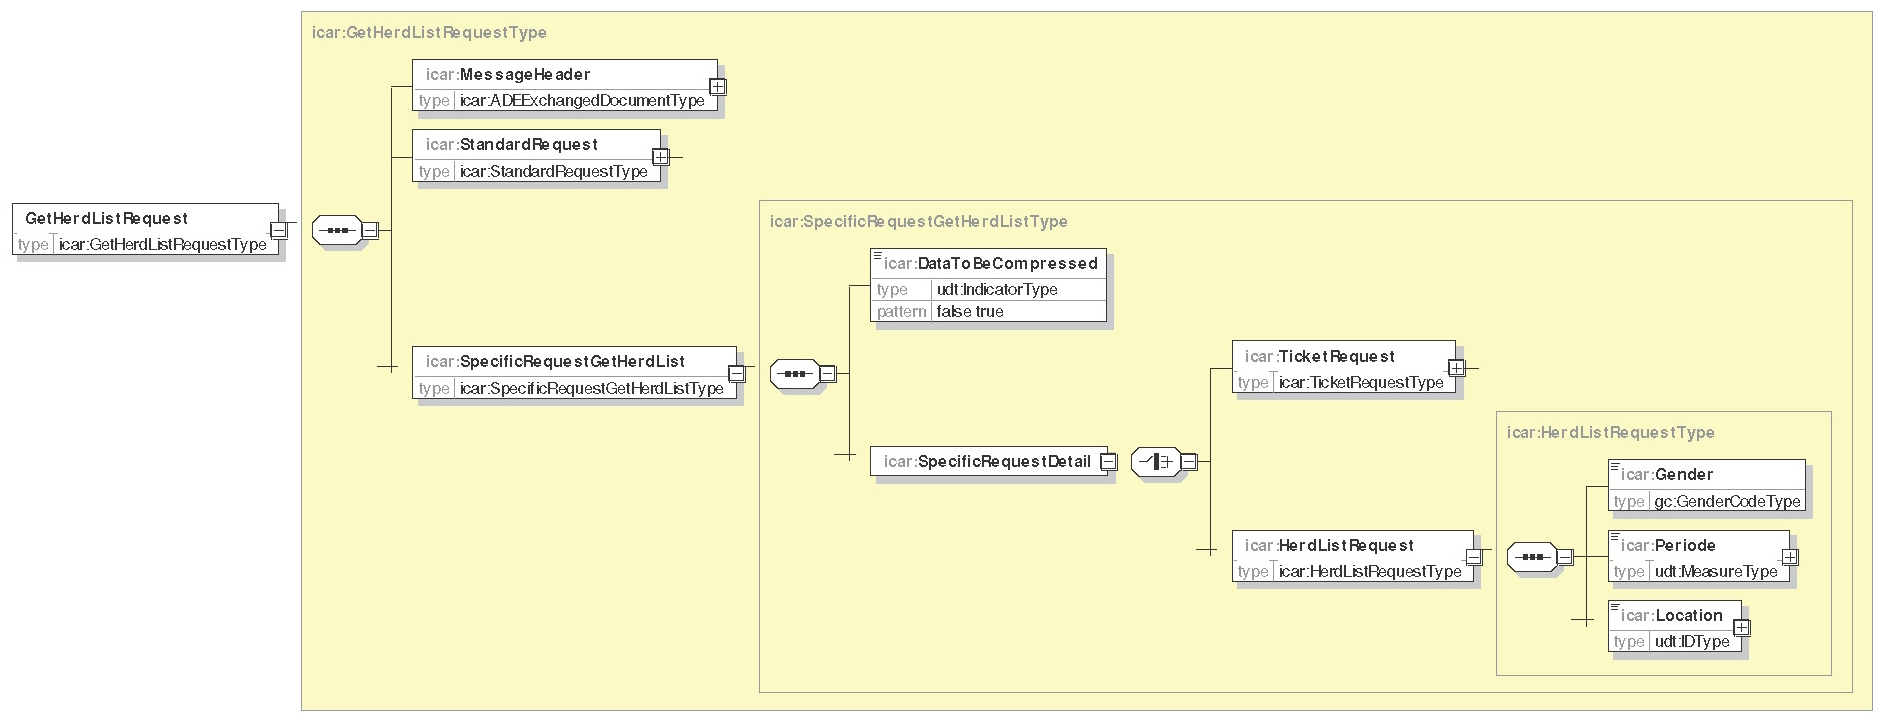 icar:GetHerdListRequestType
icar:MessageHeader
type icar:ADEExchangedDocumentType
icar:StandardRequest
type icar:StandardRequestType
GetHerdListRequest
type icar:GetHerdListRequestType
icar:SpecificRequestGetHerdList
type icar:SpecificRequestGetHerdListType
icar:SpecificRequestGetHerdListType
icar:DataToBeCompressed
type udt:IndicatorType
pattern false true
icar:SpecificRequestDetail
icar:TicketRequest
type icar:TicketRequestType
icar:HerdListRequest
type icar:HerdListRequestType
icar:HerdListRequestType
icar:Gender
type gc:GenderCodeType
icar:Periode
type udt:MeasureType
icar:Location
type udt:IDType